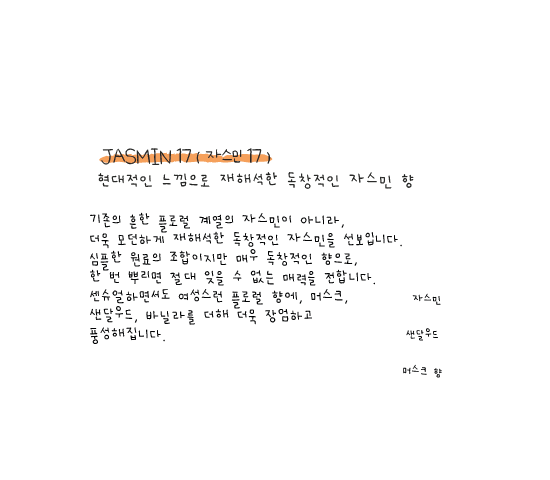 JASMIN 17 ( 자스민 17 )
현대적인 느낌으로 재해석한 독창적인 자스민 향
기존의 흔한 플로럴 계열의 자스민이 아니라,
더욱 모던하게 재해석한 독창적인 자스민을 선보입니다.
심플한 원료의 조합이지만 매우 독창적인 향으로,
한 번 뿌리면 절대 잊을 수 없는 매력을 전합니다.
센슈얼하면서도 여성스런 플로럴 향에, 머스크,
샌달우드, 바닐라를 더해 더욱 장엄하고
풍성해집니다.
자스민
샌달우드
머스크 향